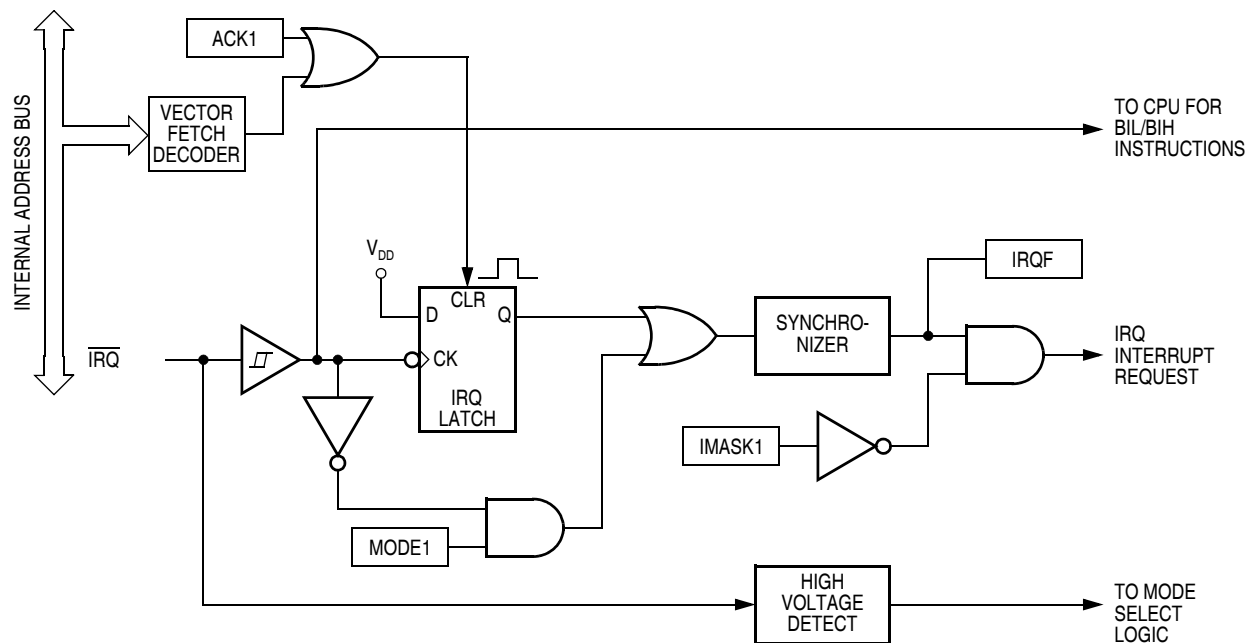 INTERNAL ADDRESS BUS
ACK1
VECTOR
FETCH
DECODER
TO CPU FOR
BIL/BIH
INSTRUCTIONS
VDD
CLR
D
Q
CK
IRQ
LATCH
IRQ
SYNCHRO-
NIZER
IRQF
IRQ
INTERRUPT
REQUEST
IMASK1
MODE1
HIGH
VOLTAGE
DETECT
TO MODE
SELECT
LOGIC